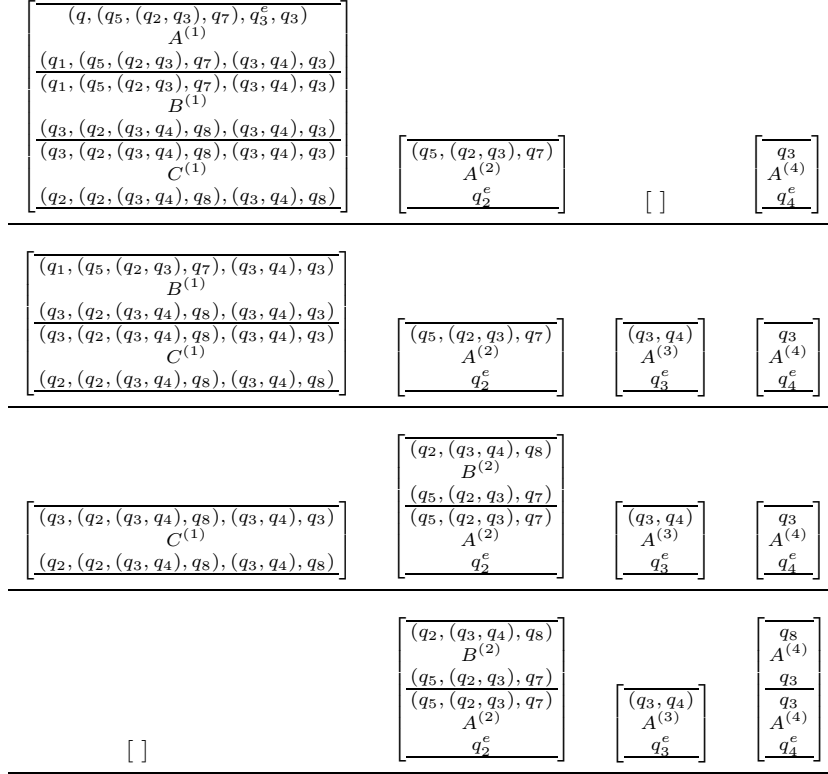 (q, (q5, (q2, q3), q7), q3^e, q3)
A^(1)
(q1, (q5, (q2, q3), q7), (q3, q4), q3)
(q1, (q5, (q2, q3), q7), (q3, q4), q3)
B^(1)
(q3, (q2, (q3, q4), q8), (q3, q4), q3)
(q3, (q2, (q3, q4), q8), (q3, q4), q3)
C^(1)
(q2, (q2, (q3, q4), q8), (q3, q4), q8)
(q5, (q2, q3), q7)
A^(2)
q2^e
[ ]
q3
A^(4)
q4^e
(q1, (q5, (q2, q3), q7), (q3, q4), q3)
B^(1)
(q3, (q2, (q3, q4), q8), (q3, q4), q3)
(q3, (q2, (q3, q4), q8), (q3, q4), q3)
C^(1)
(q2, (q2, (q3, q4), q8), (q3, q4), q8)
(q5, (q2, q3), q7)
A^(2)
q2^e
(q3, q4)
A^(3)
q3^e
q3
A^(4)
q4^e
(q3, (q2, (q3, q4), q8), (q3, q4), q3)
C^(1)
(q2, (q2, (q3, q4), q8), (q3, q4), q8)
(q2, (q3, q4), q8)
B^(2)
(q5, (q2, q3), q7)
(q5, (q2, q3), q7)
A^(2)
q2^e
(q3, q4)
A^(3)
q3^e
q3
A^(4)
q4^e
[ ]
(q2, (q3, q4), q8)
B^(2)
(q5, (q2, q3), q7)
(q5, (q2, q3), q7)
A^(2)
q2^e
(q3, q4)
A^(3)
q3^e
q8
A^(4)
q3
q3
A^(4)
q4^e